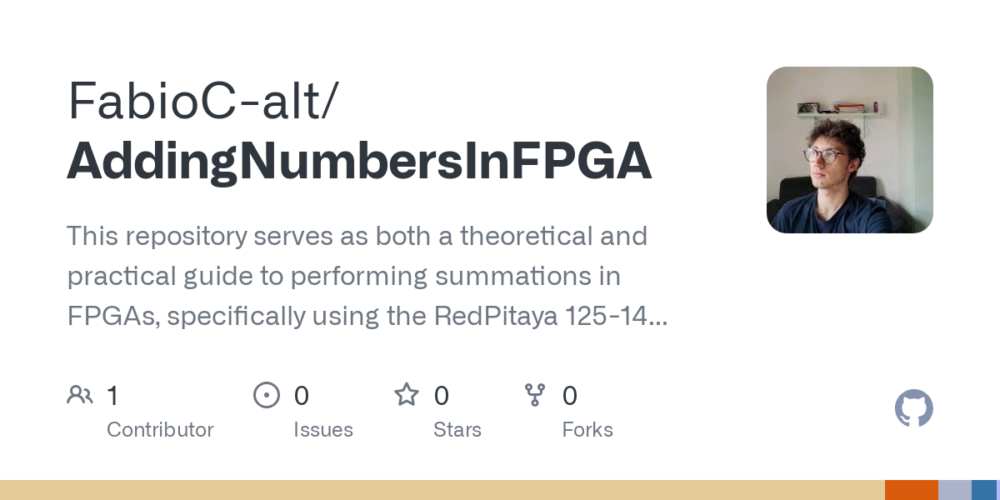 FabioC-alt/
AddingNumbersInFPGA
This repository serves as both a theoretical and
practical guide to performing summations in
FPGAs, specifically using the RedPitaya 125-14...
1
Contributor
0
Issues
0
Stars
0
Forks